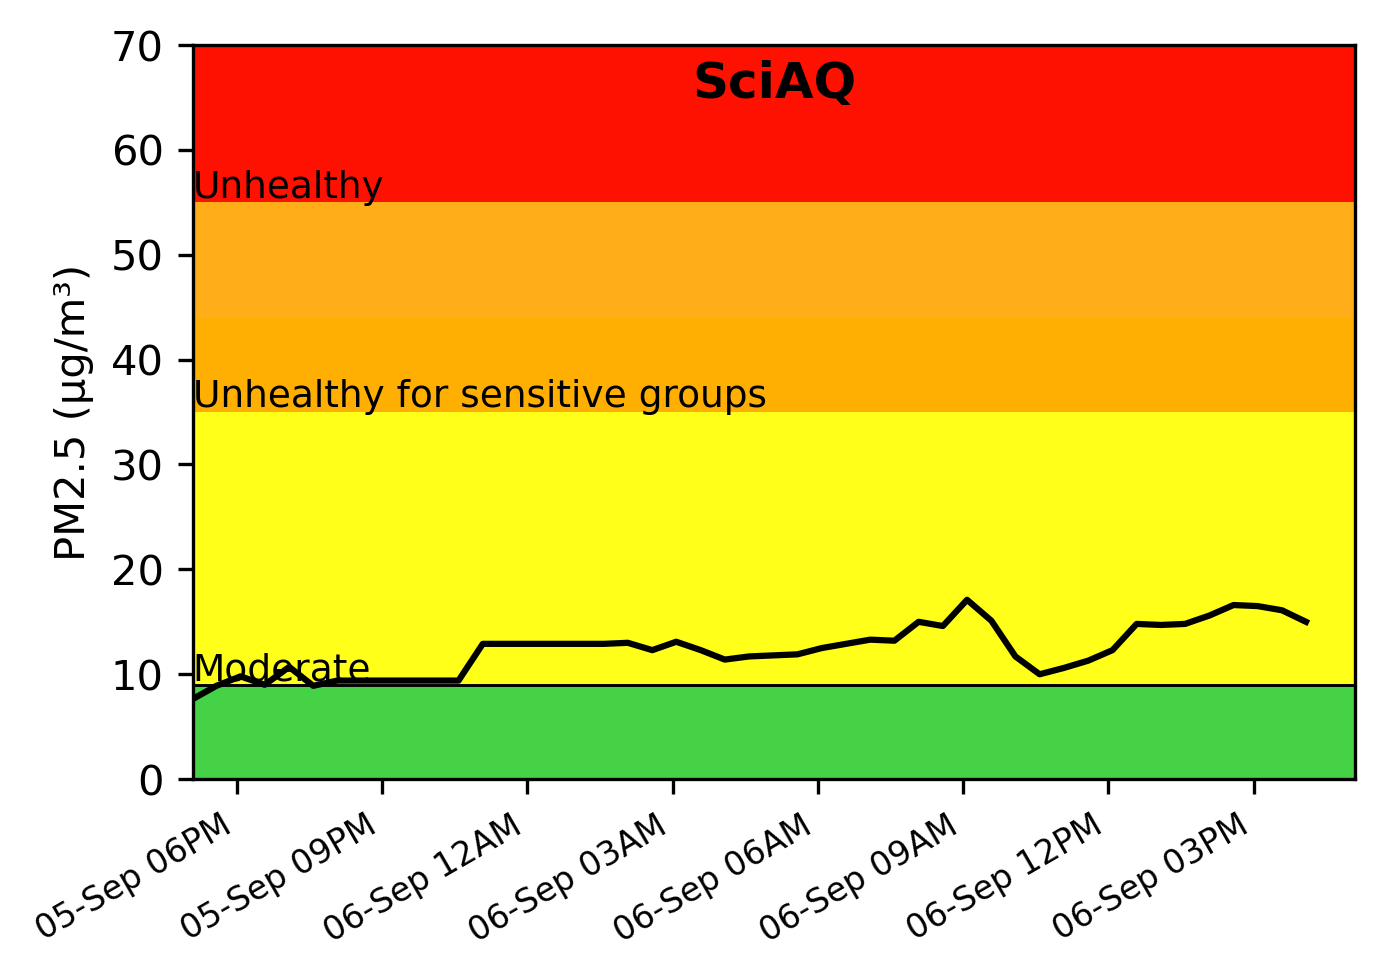 SciAQ
PM2.5 (µg/m³)
70
60
50
40
30
20
10
0
Unhealthy
Unhealthy for sensitive groups
Moderate
05-Sep 06PM
05-Sep 09PM
06-Sep 12AM
06-Sep 03AM
06-Sep 06AM
06-Sep 09AM
06-Sep 12PM
06-Sep 03PM